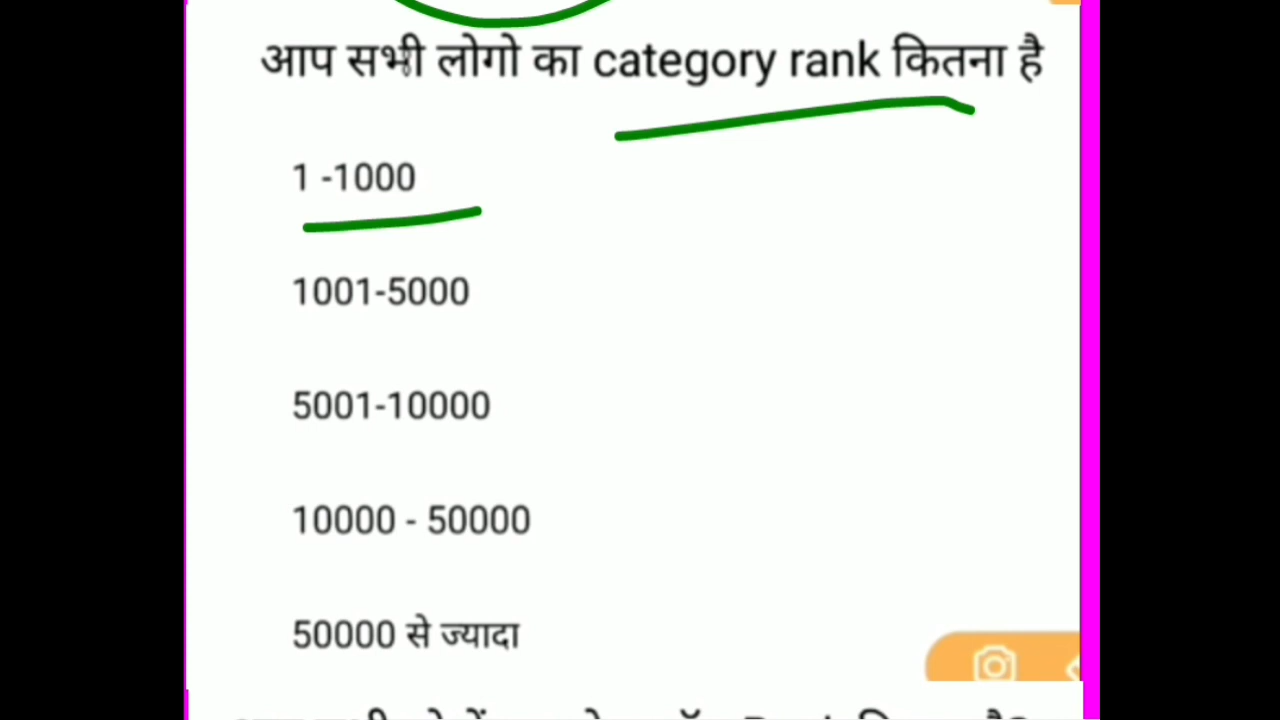 आप सभी लोगो का category rank कितना है
1 -1000
1001-5000
5001-10000
10000 - 50000
50000 से ज्यादा